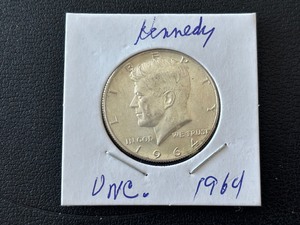 Kennedy
LIBERTY
IN GOD WE TRUST
1964
UNC. 1964